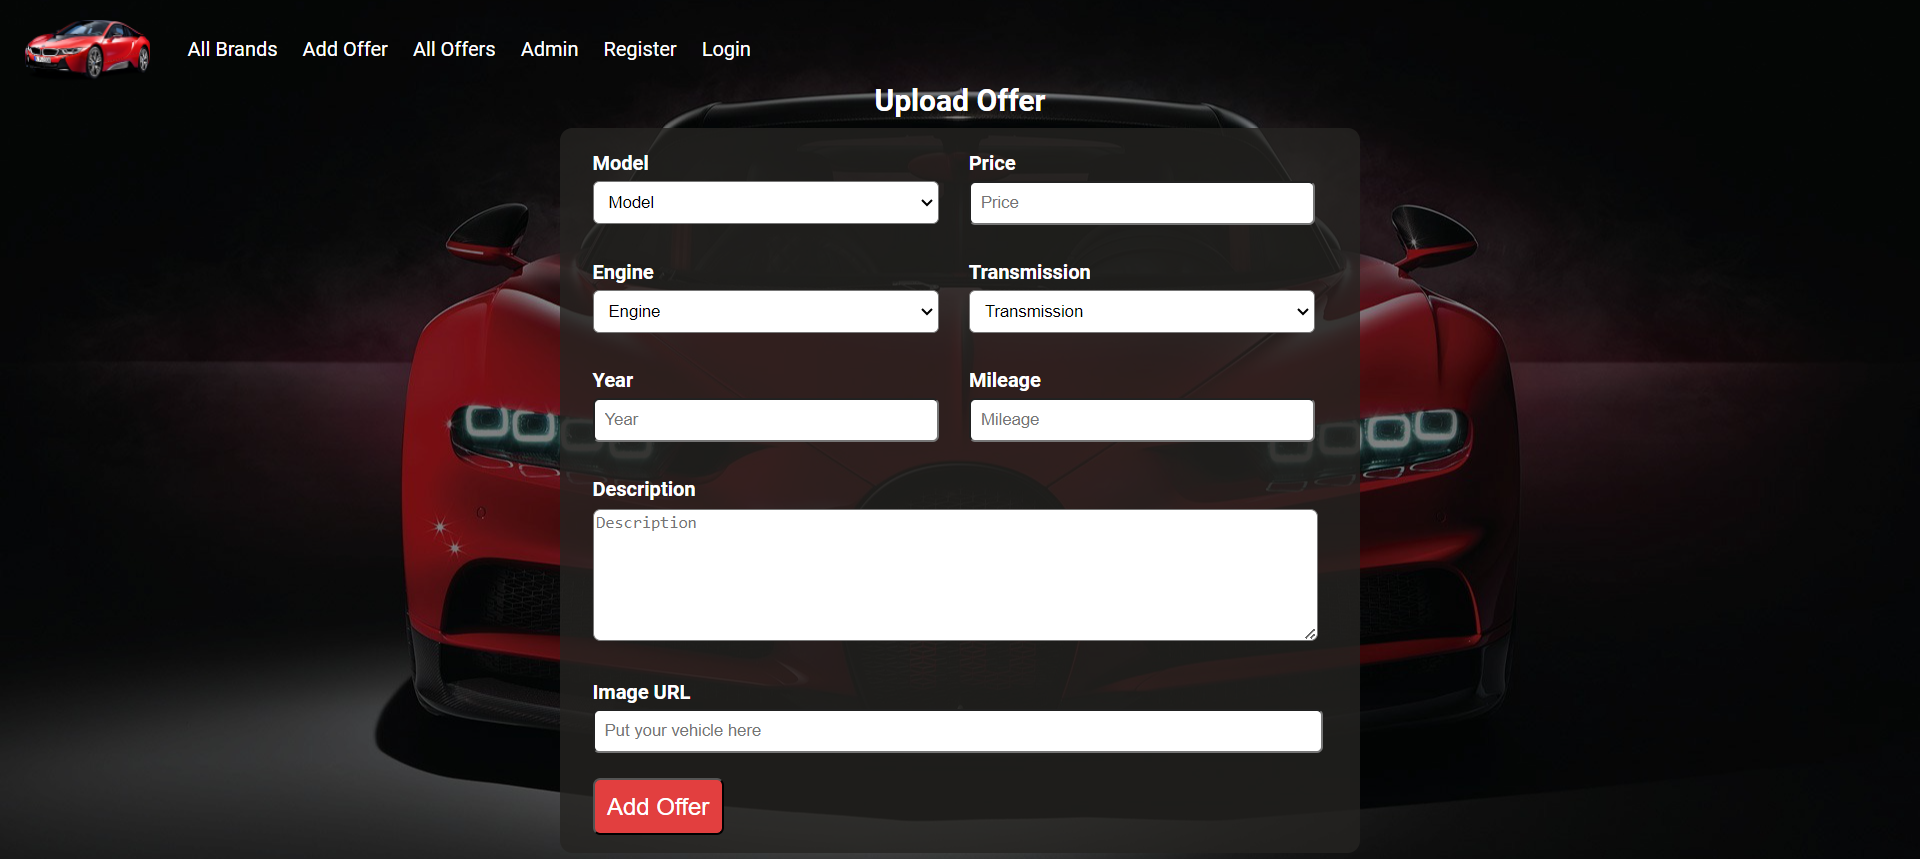 All Brands Add Offer All Offers Admin Register Login
Upload Offer
Model Price
Model Price
Engine Transmission
Engine Transmission
Year Mileage
Year Mileage
Description
Description
Image URL
Put your vehicle here
Add Offer